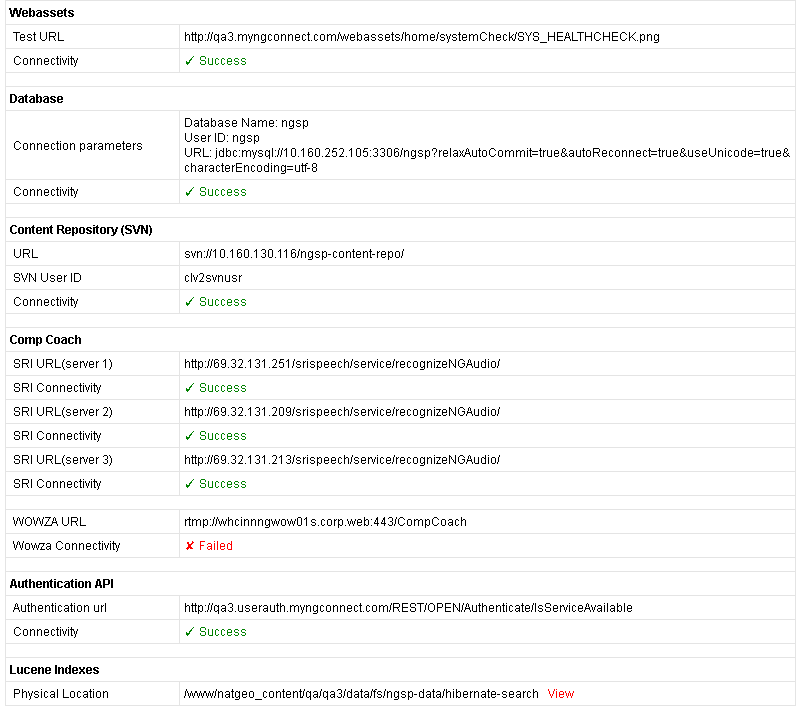 Webassets
Test URL http://qa3.myngconnect.com/webassets/home/systemCheck/SYS_HEALTHCHECK.png
Connectivity ✓ Success
Database
Connection parameters Database Name: ngsp
User ID: ngsp
URL: jdbc:mysql://10.160.252.105:3306/ngsp?relaxAutoCommit=true&autoReconnect=true&useUnicode=true&
characterEncoding=utf-8
Connectivity ✓ Success
Content Repository (SVN)
URL svn://10.160.130.116/ngsp-content-repo/
SVN User ID clv2svnusr
Connectivity ✓ Success
Comp Coach
SRI URL(server 1) http://69.32.131.251/srispeech/service/recognizeNGAudio/
SRI Connectivity ✓ Success
SRI URL(server 2) http://69.32.131.209/srispeech/service/recognizeNGAudio/
SRI Connectivity ✓ Success
SRI URL(server 3) http://69.32.131.213/srispeech/service/recognizeNGAudio/
SRI Connectivity ✓ Success
WOWZA URL rtmp://whcinnngwow01s.corp.web:443/CompCoach
Wowza Connectivity ✘ Failed
Authentication API
Authentication url http://qa3.userauth.myngconnect.com/REST/OPEN/Authenticate/IsServiceAvailable
Connectivity ✓ Success
Lucene Indexes
Physical Location /www/natgeo_content/qa/qa3/data/fs/ngsp-data/hibernate-search View